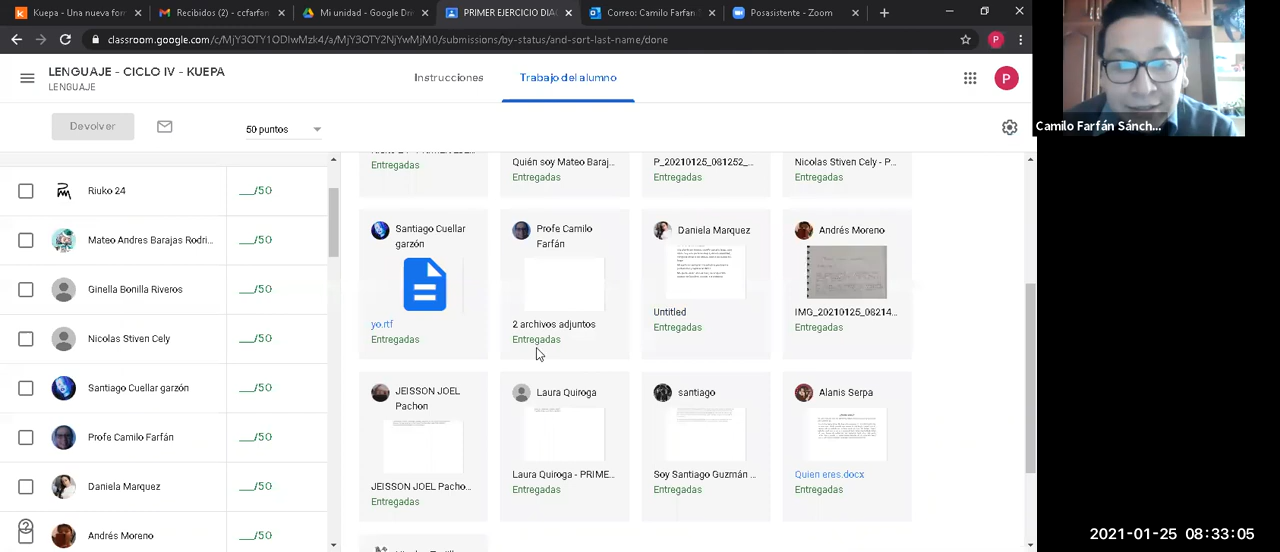 Kuepa - Una nueva for
Recibidos (2) - ccfarfan
Mi unidad - Google Dri
PRIMER EJERCICIO DIA
Correo: Camilo Farfan
Posasistente - Zoom
classroom.google.com/c/MjY3OTY1ODIwMzk4/a/MjY3OTY2NjYwMjM0/submissions/by-status/and-sort-last-name/done
P
LENGUAJE - CICLO IV - KUEPA
LENGUAJE
Instrucciones
Trabajo del alumno
P
Devolver
50 puntos
Camilo Farfán Sánch...
Riuko 24
__/50
Mateo Andres Barajas Rodri...
__/50
Ginella Bonilla Riveros
__/50
Nicolas Stiven Cely
__/50
Santiago Cuellar garzón
__/50
Profe Camilo Farfán
__/50
Daniela Marquez
__/50
Andrés Moreno
__/50
Entregadas
Quién soy Mateo Baraj...
Entregadas
P_20210125_081252_...
Entregadas
Nicolas Stiven Cely - P...
Entregadas
Santiago Cuellar
garzón
yo.rtf
Entregadas
Profe Camilo
Farfán
2 archivos adjuntos
Entregadas
Daniela Marquez
Untitled
Entregadas
Andrés Moreno
IMG_20210125_08214...
Entregadas
JEISSON JOEL
Pachon
JEISSON JOEL Pacho...
Entregadas
Laura Quiroga
Laura Quiroga - PRIME...
Entregadas
santiago
Soy Santiago Guzmán ...
Entregadas
Alanis Serpa
Quien eres.docx
Entregadas
2021-01-25 08:33:05